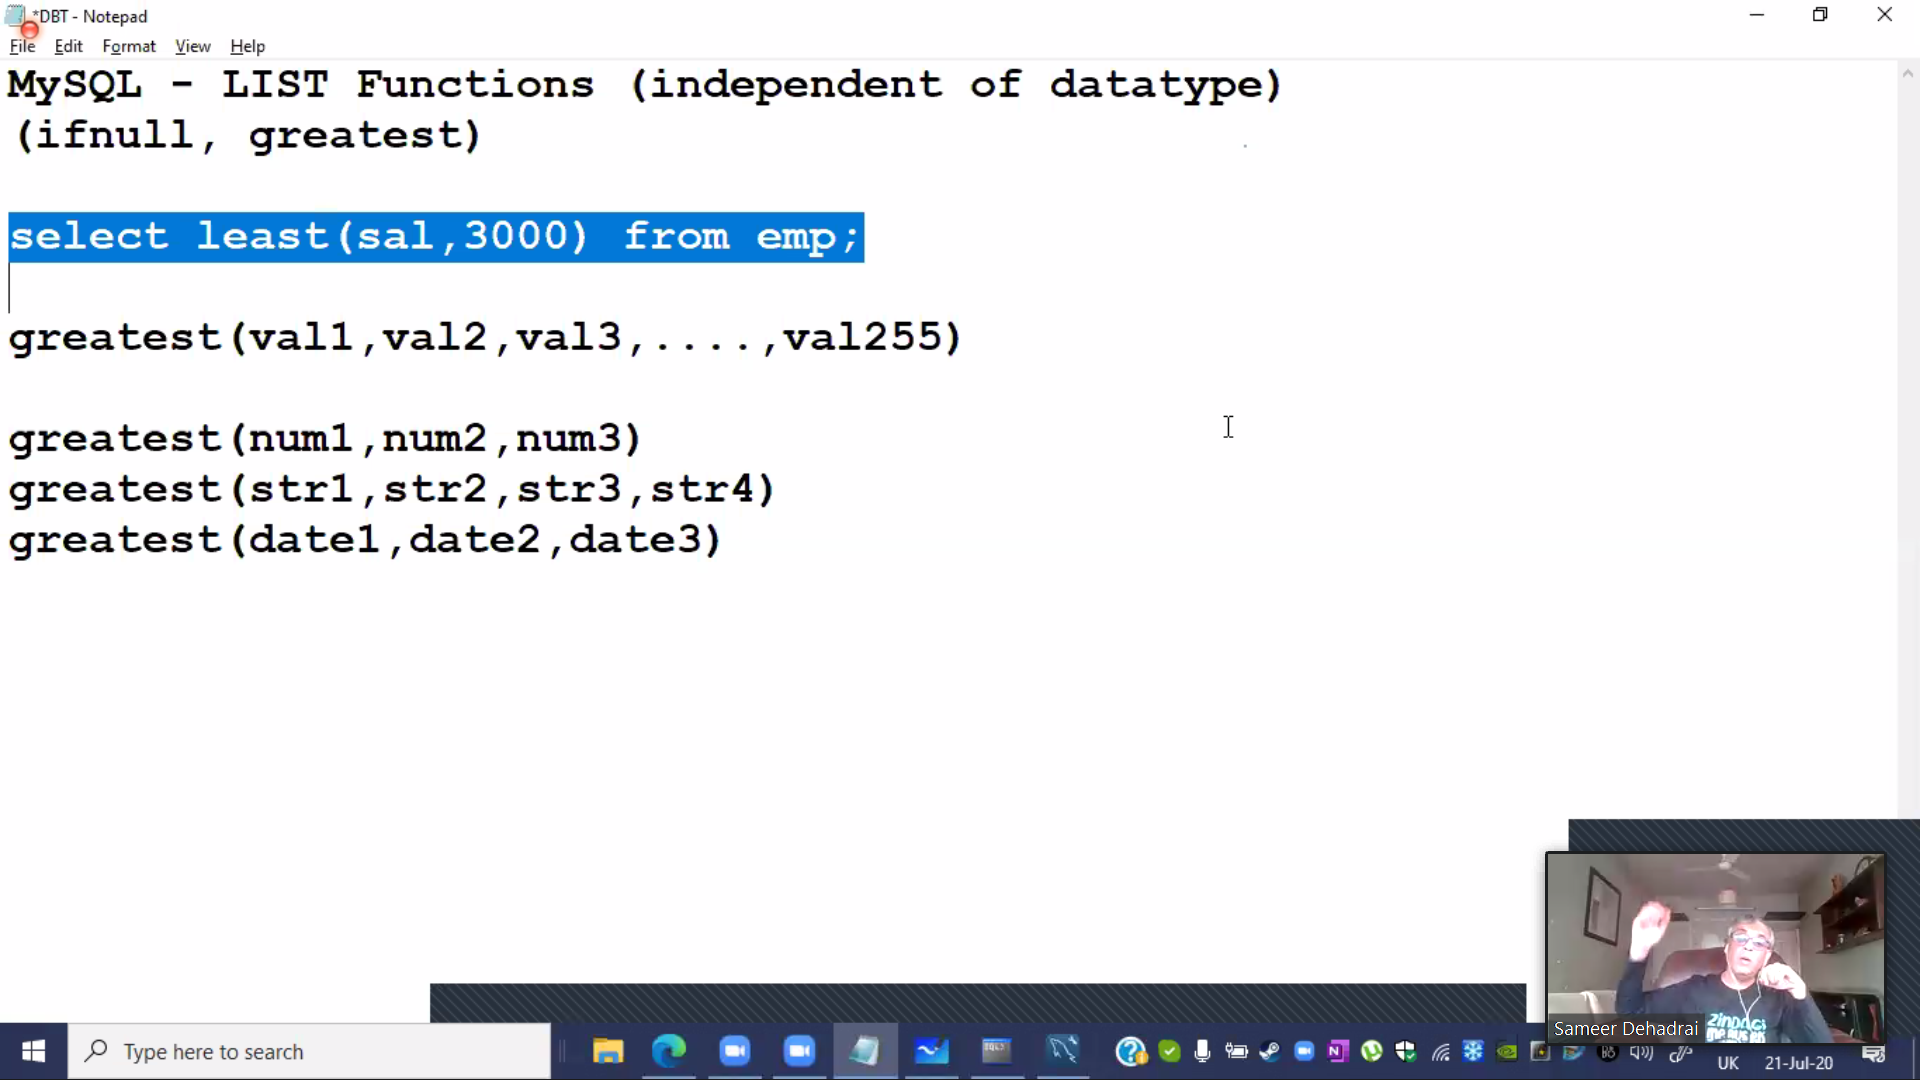 *DBT - Notepad
File Edit Format View Help
MySQL - LIST Functions (independent of datatype)
(ifnull, greatest)
select least(sal,3000) from emp;
greatest(val1,val2,val3,....,val255)
greatest(num1,num2,num3)
greatest(str1,str2,str3,str4)
greatest(date1,date2,date3)
Sameer Dehadrai
Type here to search
UK 21-Jul-20